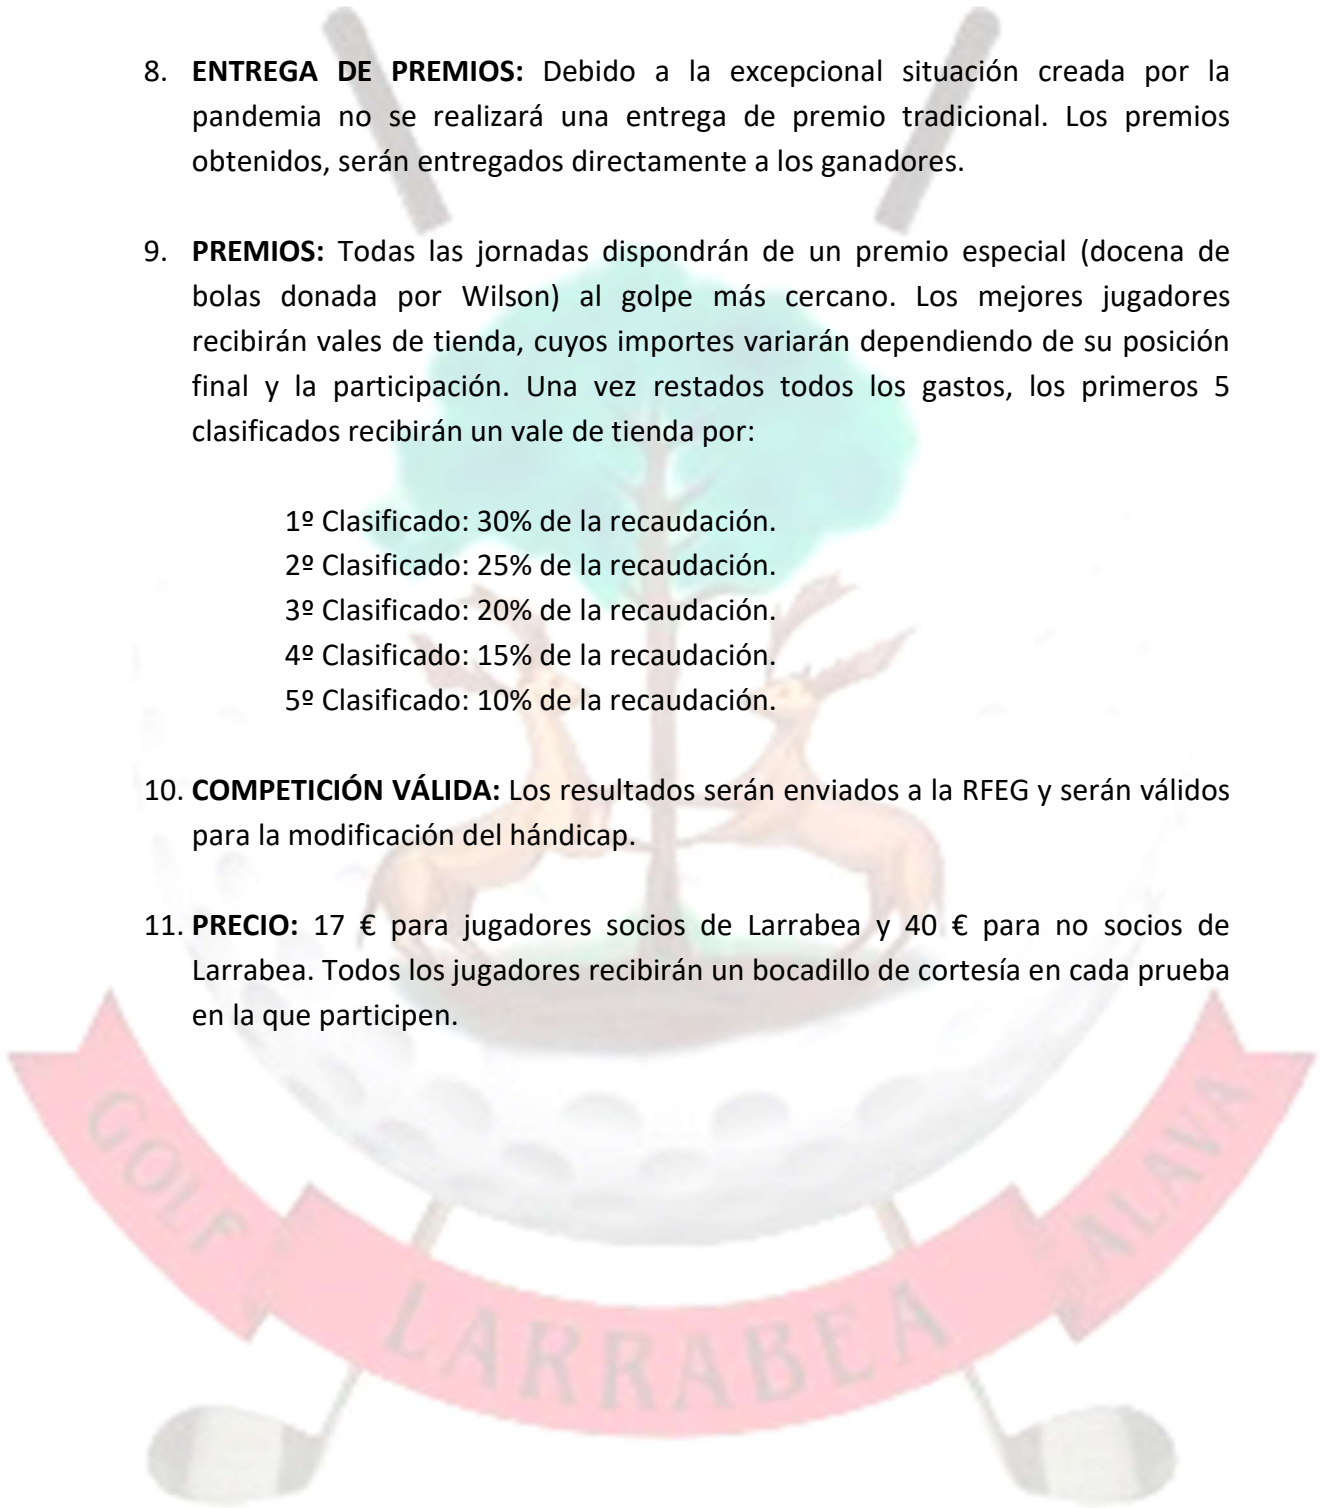 8. ENTREGA DE PREMIOS: Debido a la excepcional situación creada por la
pandemia no se realizará una entrega de premio tradicional. Los premios
obtenidos, serán entregados directamente a los ganadores.
9. PREMIOS: Todas las jornadas dispondrán de un premio especial (docena de
bolas donada por Wilson) al golpe más cercano. Los mejores jugadores
recibirán vales de tienda, cuyos importes variarán dependiendo de su posición
final y la participación. Una vez restados todos los gastos, los primeros 5
clasificados recibirán un vale de tienda por:
1º Clasificado: 30% de la recaudación.
2º Clasificado: 25% de la recaudación.
3º Clasificado: 20% de la recaudación.
4º Clasificado: 15% de la recaudación.
5º Clasificado: 10% de la recaudación.
10. COMPETICIÓN VÁLIDA: Los resultados serán enviados a la RFEG y serán válidos
para la modificación del hándicap.
11. PRECIO: 17 € para jugadores socios de Larrabea y 40 € para no socios de
Larrabea. Todos los jugadores recibirán un bocadillo de cortesía en cada prueba
en la que participen.
GOLF LARRABEA ALAVA